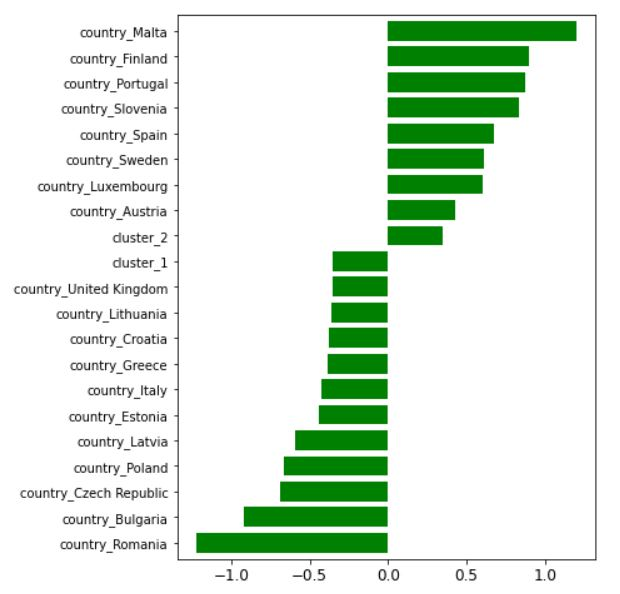 country_Malta
country_Finland
country_Portugal
country_Slovenia
country_Spain
country_Sweden
country_Luxembourg
country_Austria
cluster_2
cluster_1
country_United Kingdom
country_Lithuania
country_Croatia
country_Greece
country_Italy
country_Estonia
country_Latvia
country_Poland
country_Czech Republic
country_Bulgaria
country_Romania
−1.0 −0.5 0.0 0.5 1.0